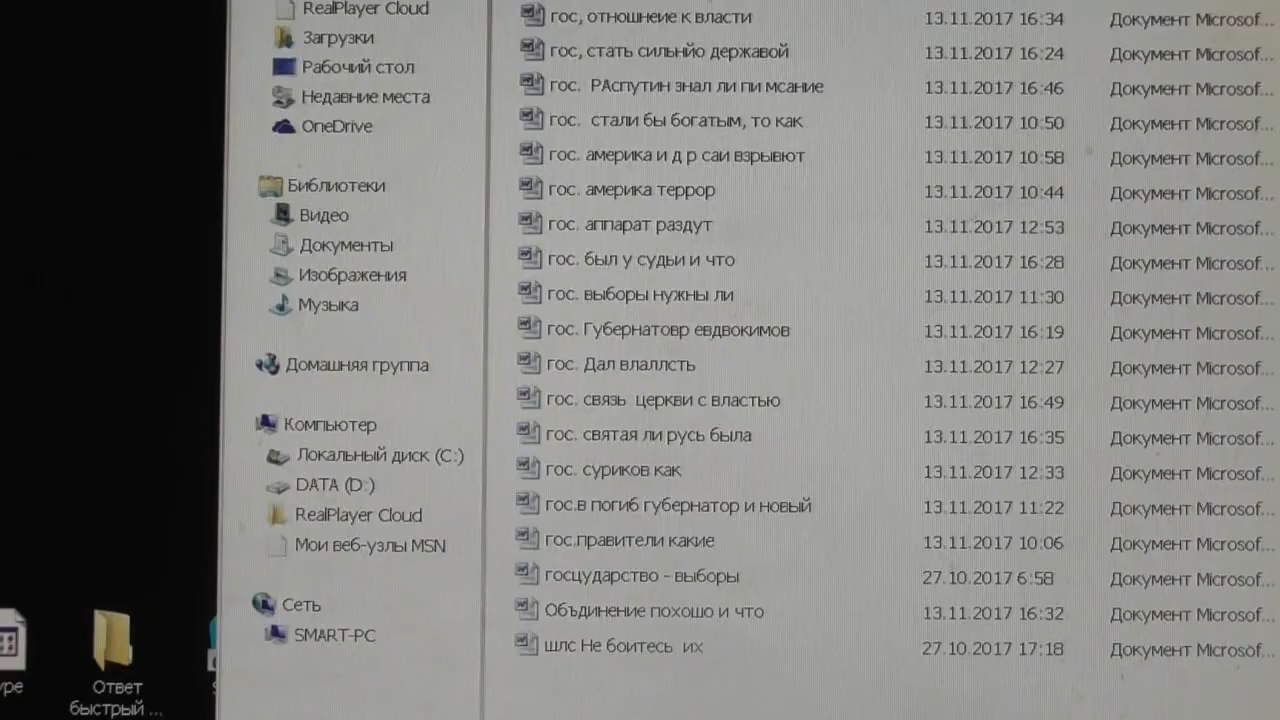 RealPlayer Cloud
Загрузки
Рабочий стол
Недавние места
OneDrive
Библиотеки
Видео
Документы
Изображения
Музыка
Домашняя группа
Компьютер
Локальный диск (C:)
DATA (D:)
RealPlayer Cloud
Мои веб-узлы MSN
Сеть
SMART-PC
гос, отношнеие к власти 13.11.2017 16:34 Документ Microsof...
гос, стать сильнйо державой 13.11.2017 16:24 Документ Microsof...
гос. РАспутин знал ли пи мсание 13.11.2017 16:46 Документ Microsof...
гос. стали бы богатым, то как 13.11.2017 10:50 Документ Microsof...
гос. америка и д р саи взрывют 13.11.2017 10:58 Документ Microsof...
гос. америка террор 13.11.2017 10:44 Документ Microsof...
гос. аппарат раздут 13.11.2017 12:53 Документ Microsof...
гос. был у судьи и что 13.11.2017 16:28 Документ Microsof...
гос. выборы нужны ли 13.11.2017 11:30 Документ Microsof...
гос. Губернатовр евдвокимов 13.11.2017 16:19 Документ Microsof...
гос. Дал влаллсть 13.11.2017 12:27 Документ Microsof...
гос. связь церкви с властью 13.11.2017 16:49 Документ Microsof...
гос. святая ли русь была 13.11.2017 16:35 Документ Microsof...
гос. суриков как 13.11.2017 12:33 Документ Microsof...
гос.в погиб губернатор и новый 13.11.2017 11:22 Документ Microsof...
гос.правители какие 13.11.2017 10:06 Документ Microsof...
госцударство - выборы 27.10.2017 6:58 Документ Microsof...
Объдинение похошо и что 13.11.2017 16:32 Документ Microsof...
шлс Не боитесь их 27.10.2017 17:18 Документ Microsof...
ype
Ответ
быстрый ...